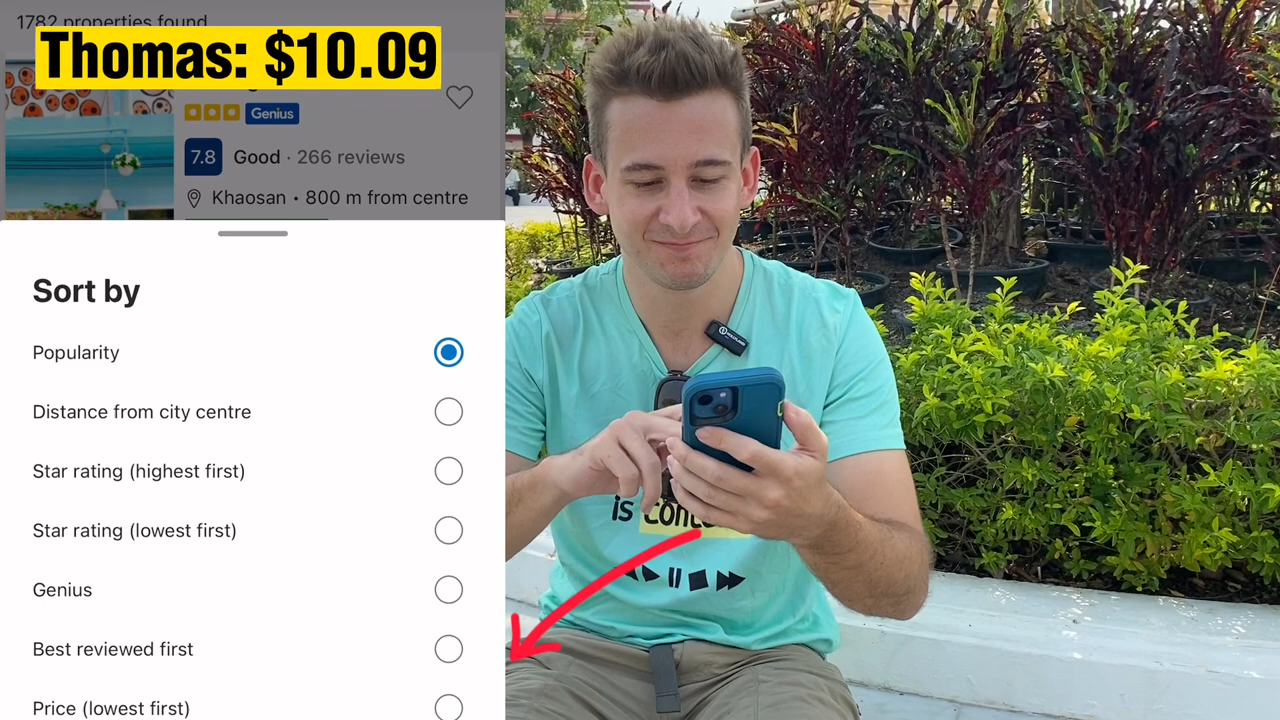 1782 properties found
Thomas: $10.09
Genius
7.8 Good · 266 reviews
Khaosan • 800 m from centre
Sort by
Popularity
Distance from city centre
Star rating (highest first)
Star rating (lowest first)
Genius
Best reviewed first
Price (lowest first)
is